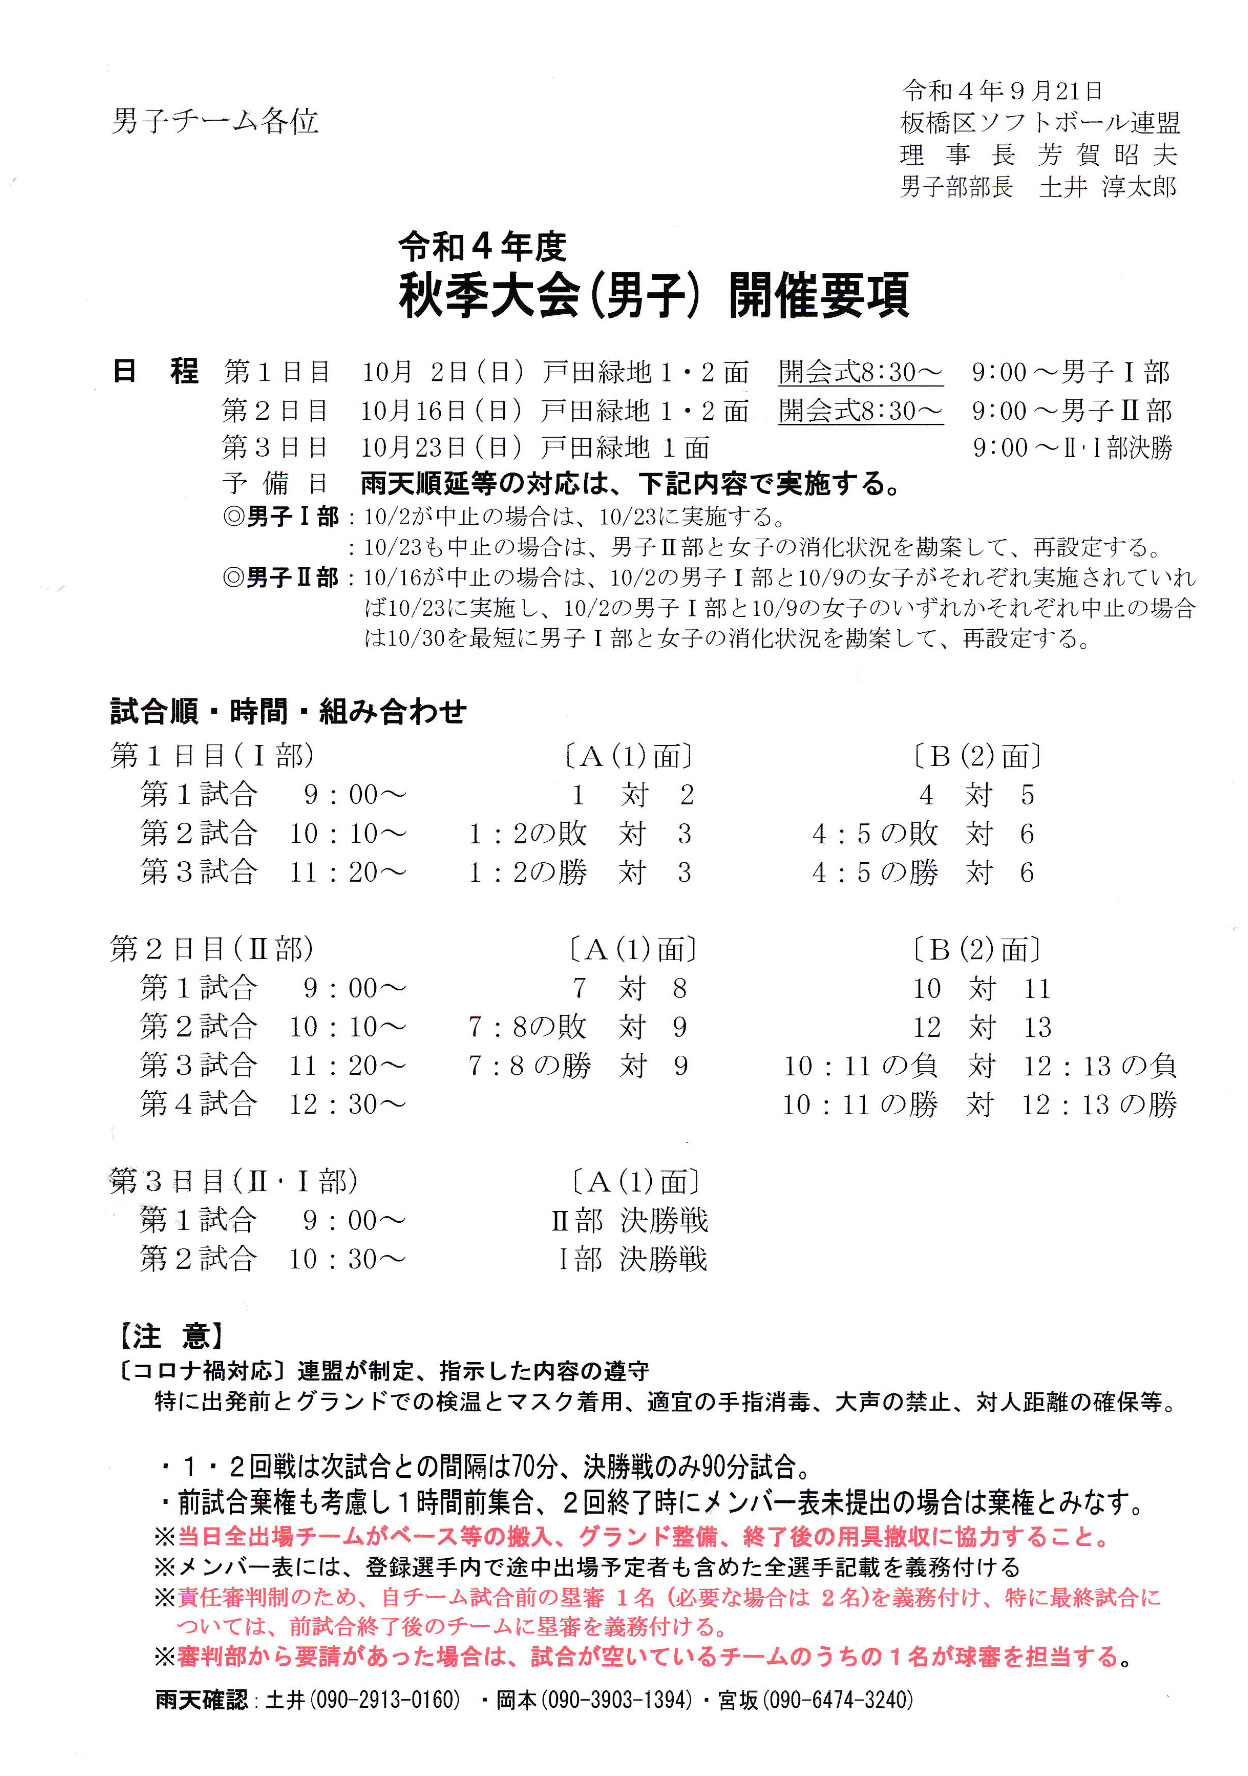 令和４年９月21日
男子チーム各位
板橋区ソフトボール連盟
理 事 長 芳 賀 昭 夫
男子部部長 土井 淳太郎
令和４年度
秋季大会（男子） 開催要項
日 程 第１日目 10月 2日（日） 戸田緑地１・２面 開会式8:30～ 9:00～男子Ⅰ部
第２日目 10月16日（日） 戸田緑地１・２面 開会式8:30～ 9:00～男子Ⅱ部
第３日目 10月23日（日） 戸田緑地１面 9:00～Ⅱ・Ⅰ部決勝
予 備 日 雨天順延等の対応は、下記内容で実施する。
◎男子Ⅰ部：10/2が中止の場合は、10/23に実施する。
：10/23も中止の場合は、男子Ⅱ部と女子の消化状況を勘案して、再設定する。
◎男子Ⅱ部：10/16が中止の場合は、10/2の男子Ⅰ部と10/9の女子がそれぞれ実施されていれ
ば10/23に実施し、10/2の男子Ⅰ部と10/9の女子のいずれかそれぞれ中止の場合
は10/30を最短に男子Ⅰ部と女子の消化状況を勘案して、再設定する。
試合順・時間・組み合わせ
第１日目（Ⅰ部） 〔Ａ(1)面〕 〔Ｂ(2)面〕
第１試合 9：00～ 1 対 2 4 対 5
第２試合 10：10～ 1：2の敗 対 3 4：5の敗 対 6
第３試合 11：20～ 1：2の勝 対 3 4：5の勝 対 6
第２日目（Ⅱ部） 〔Ａ(1)面〕 〔Ｂ(2)面〕
第１試合 9：00～ 7 対 8 10 対 11
第２試合 10：10～ 7：8の敗 対 9 12 対 13
第３試合 11：20～ 7：8の勝 対 9 10：11の負 対 12：13の負
第４試合 12：30～ 10：11の勝 対 12：13の勝
第３日目（Ⅱ・Ⅰ部） 〔Ａ(1)面〕
第１試合 9：00～ Ⅱ部 決勝戦
第２試合 10：30～ Ⅰ部 決勝戦
【注 意】
〔コロナ禍対応〕連盟が制定、指示した内容の遵守
特に出発前とグランドでの検温とマスク着用、適宜の手指消毒、大声の禁止、対人距離の確保等。
・１・２回戦は次試合との間隔は70分、決勝戦のみ90分試合。
・前試合棄権も考慮し１時間前集合、２回終了時にメンバー表未提出の場合は棄権とみなす。
※当日全出場チームがベース等の搬入、グランド整備、終了後の用具撤収に協力すること。
※メンバー表には、登録選手内で途中出場予定者も含めた全選手記載を義務付ける
※責任審判制のため、自チーム試合前の塁審 1名（必要な場合は 2名)を義務付け、特に最終試合に
ついては、前試合終了後のチームに塁審を義務付ける。
※審判部から要請があった場合は、試合が空いているチームのうちの１名が球審を担当する。
雨天確認：土井(090-2913-0160) ・岡本(090-3903-1394)・宮坂(090-6474-3240)